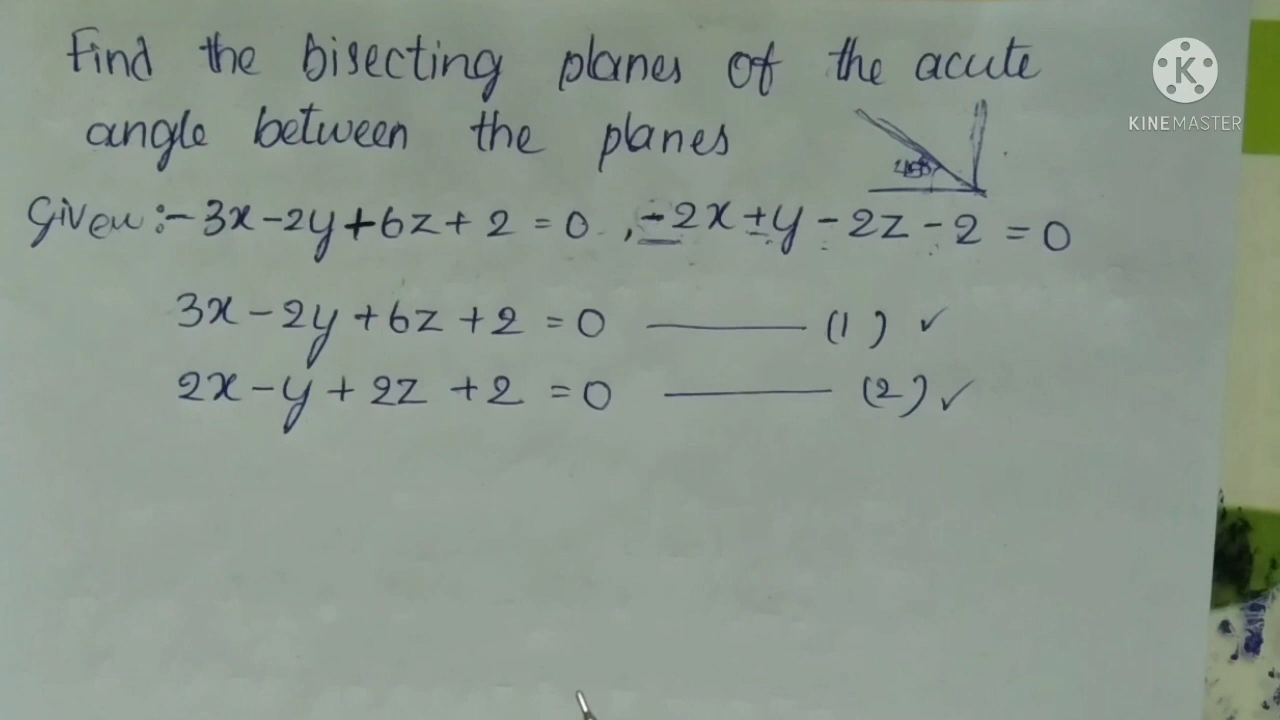 Find the bisecting planes of the acute
angle between the planes
Given:- 3x-2y+6z+2=0, -2x+y-2z-2=0
3x-2y+6z+2=0 (1) ✓
2x-y+2z+2=0 (2) ✓
K
KINEMASTER